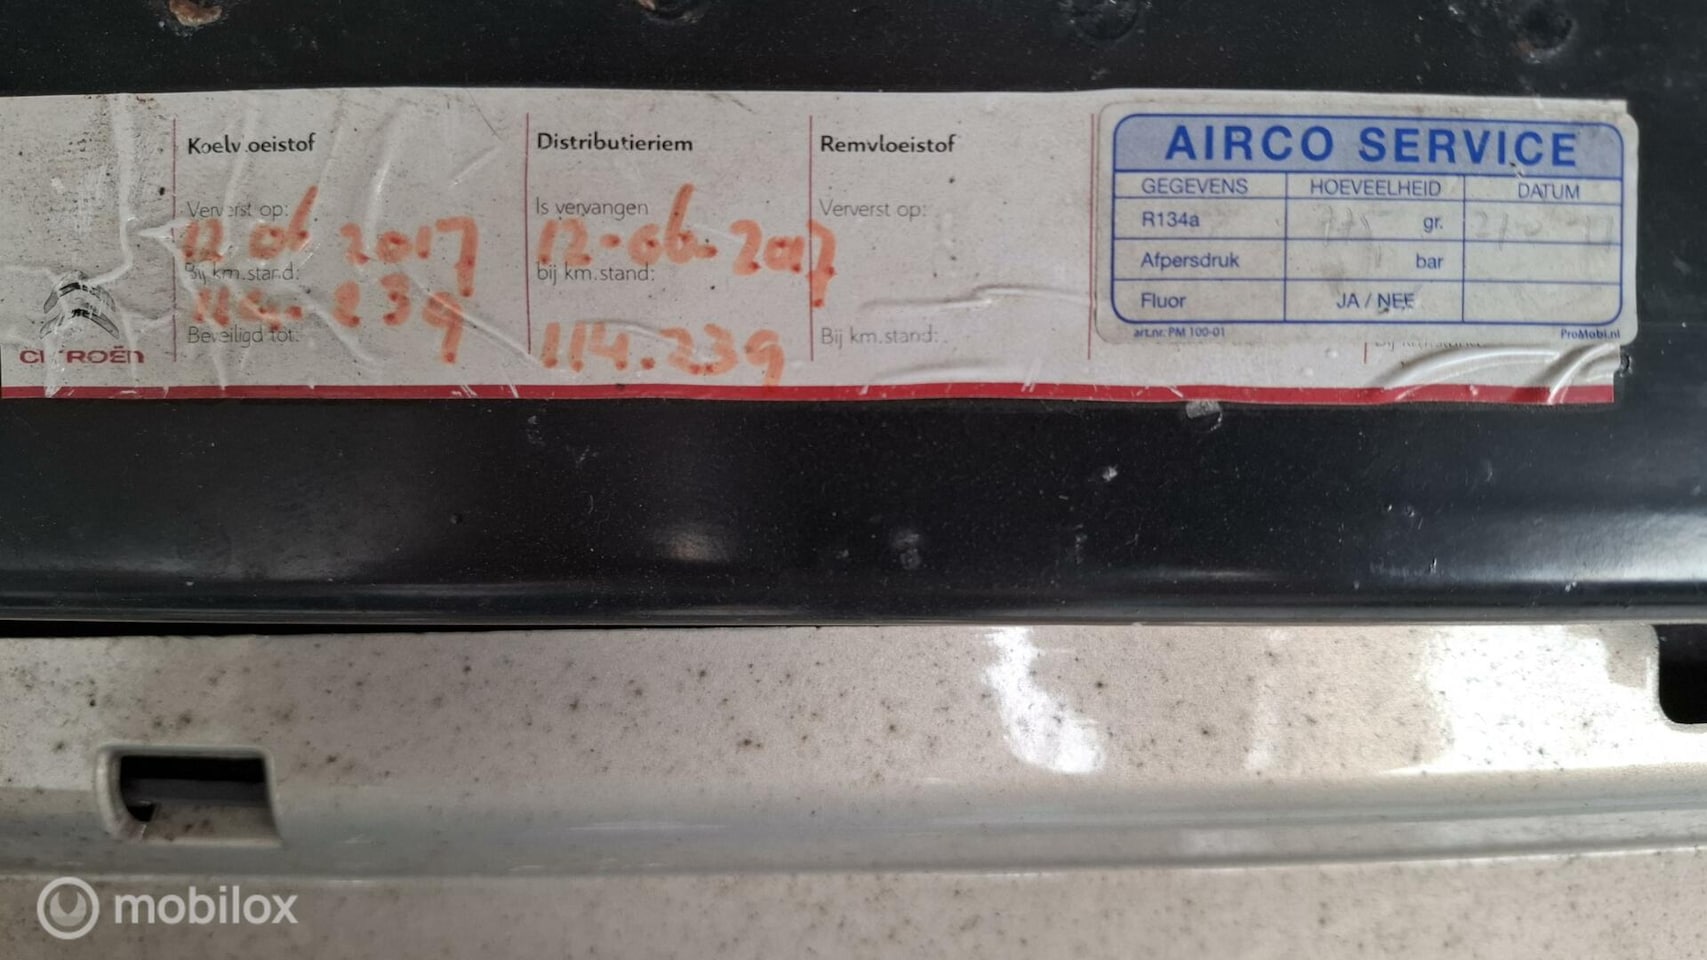 CITROËN
Koelvloeistof
Ververst op:
12 06 2017
Bij km.stand:
114.239
Beveiligd tot:
Distributieriem
Is vervangen
12-06-2017
bij km.stand:
114.239
Remvloeistof
Ververst op:
Bij km.stand:
AIRCO SERVICE
GEGEVENS HOEVEELHEID DATUM
R134a gr.
Afpersdruk bar
Fluor JA / NEE
art.nr. PM 100-01 ProMobi.nl
mobilox